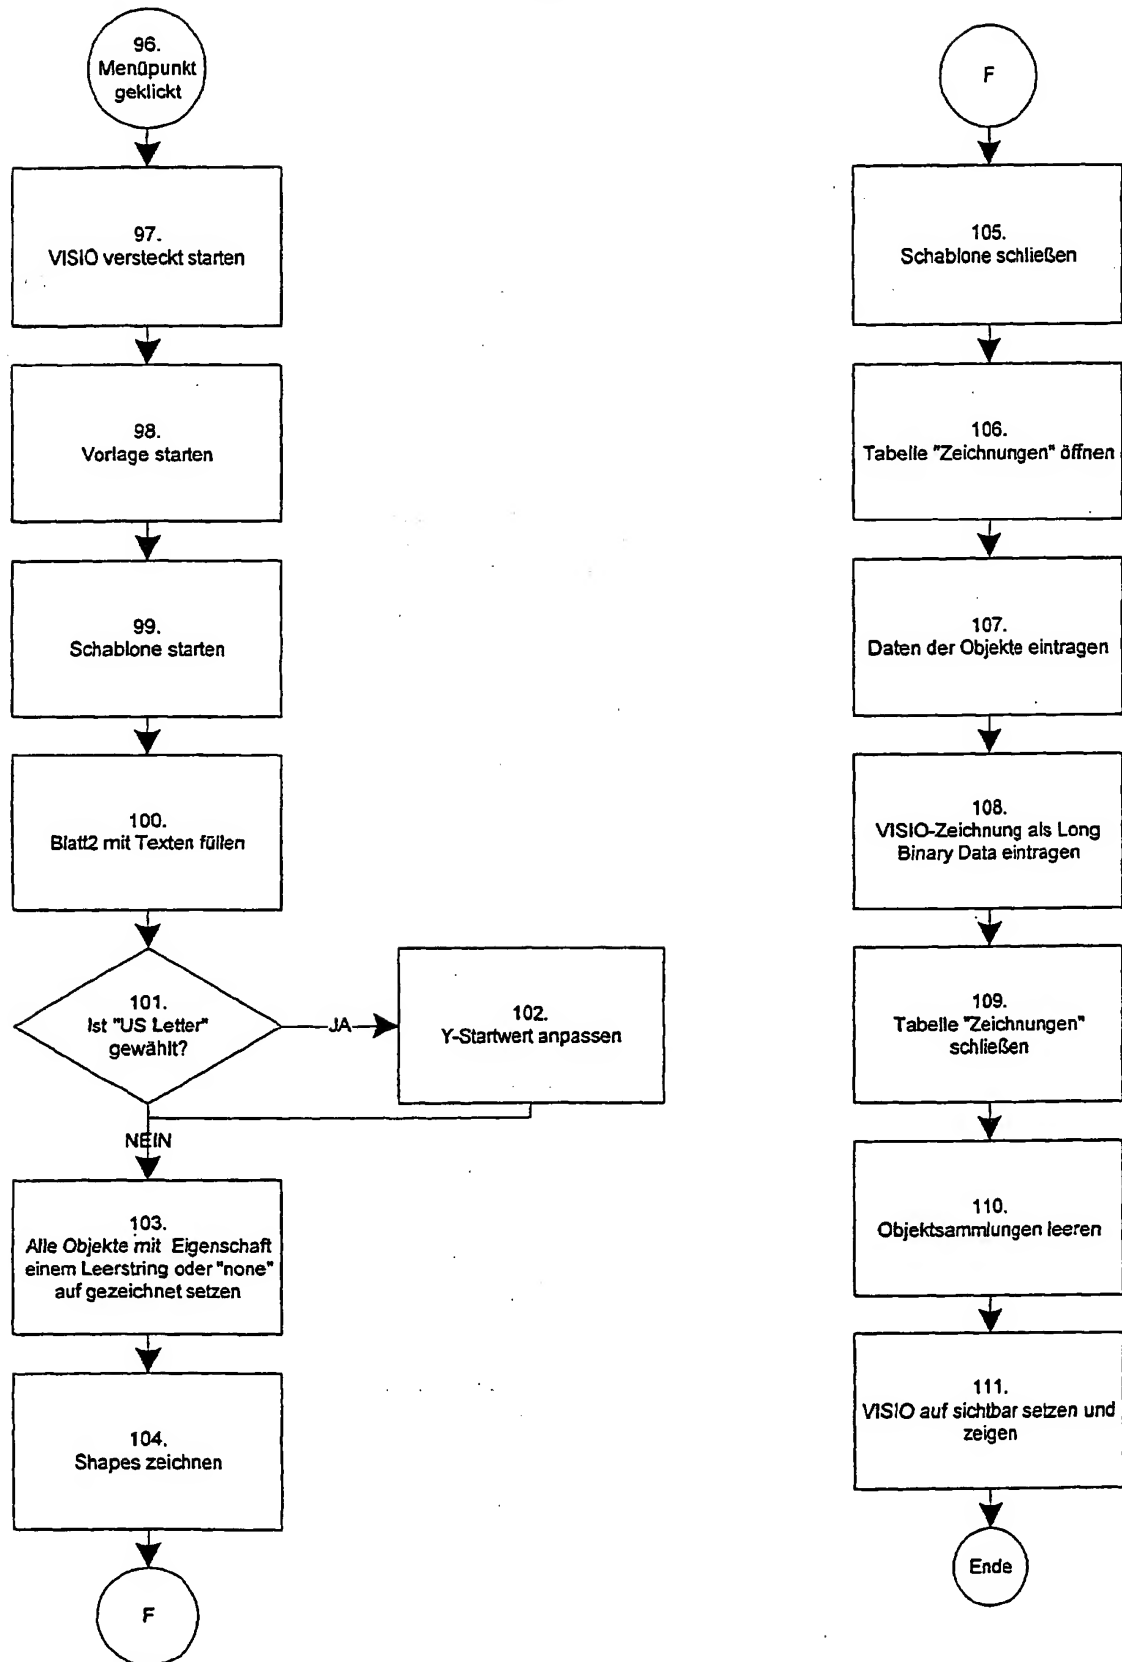 96.
Menüpunkt
geklickt
97.
VISIO versteckt starten
98.
Vorlage starten
99.
Schablone starten
100.
Blatt2 mit Texten füllen
101.
Ist "US Letter"
gewählt?
JA
102.
Y-Startwert anpassen
NEIN
103.
Alle Objekte mit Eigenschaft
einem Leerstring oder "none"
auf gezeichnet setzen
104.
Shapes zeichnen
F
F
105.
Schablone schließen
106.
Tabelle "Zeichnungen" öffnen
107.
Daten der Objekte eintragen
108.
VISIO-Zeichnung als Long
Binary Data eintragen
109.
Tabelle "Zeichnungen"
schließen
110.
Objektsammlungen leeren
111.
VISIO auf sichtbar setzen und
zeigen
Ende